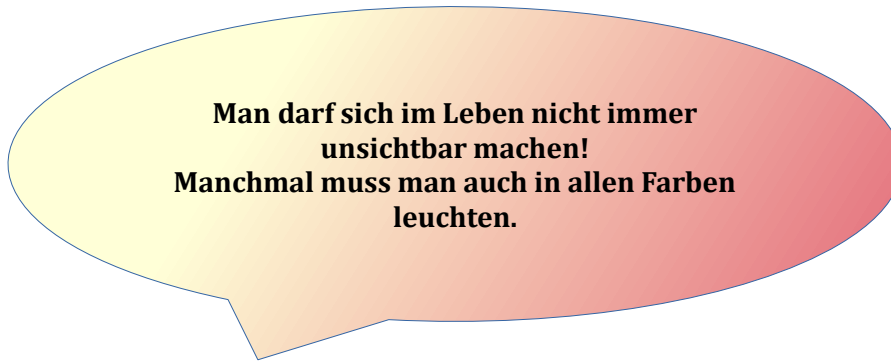 Man darf sich im Leben nicht immer
unsichtbar machen!
Manchmal muss man auch in allen Farben
leuchten.